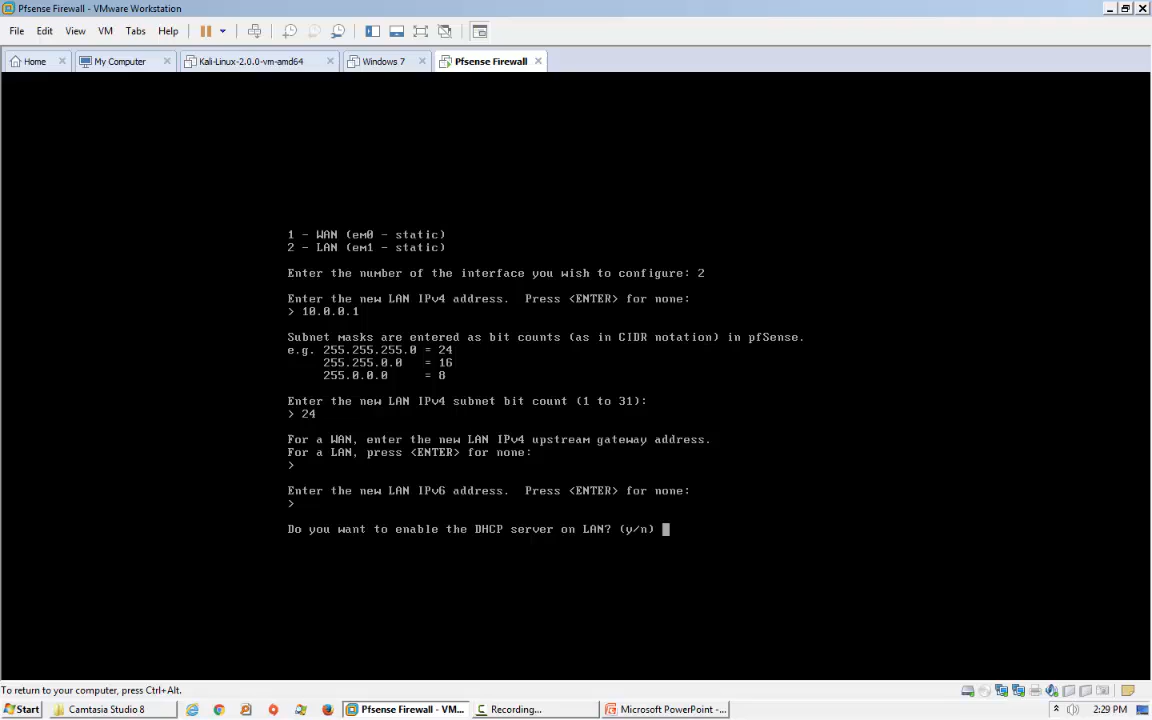 Pfsense Firewall - VMware Workstation
File Edit View VM Tabs Help
Home My Computer Kali-Linux-2.0.0-vm-amd64 Windows 7 Pfsense Firewall
1 - WAN (em0 - static)
2 - LAN (em1 - static)
Enter the number of the interface you wish to configure: 2
Enter the new LAN IPv4 address.  Press <ENTER> for none:
> 10.0.0.1
Subnet masks are entered as bit counts (as in CIDR notation) in pfSense.
e.g. 255.255.255.0 = 24
255.255.0.0   = 16
255.0.0.0     = 8
Enter the new LAN IPv4 subnet bit count (1 to 31):
> 24
For a WAN, enter the new LAN IPv4 upstream gateway address.
For a LAN, press <ENTER> for none:
>
Enter the new LAN IPv6 address.  Press <ENTER> for none:
>
Do you want to enable the DHCP server on LAN? (y/n)
To return to your computer, press Ctrl+Alt.
Start Camtasia Studio 8 Pfsense Firewall - VM... Recording... Microsoft PowerPoint -... 2:29 PM